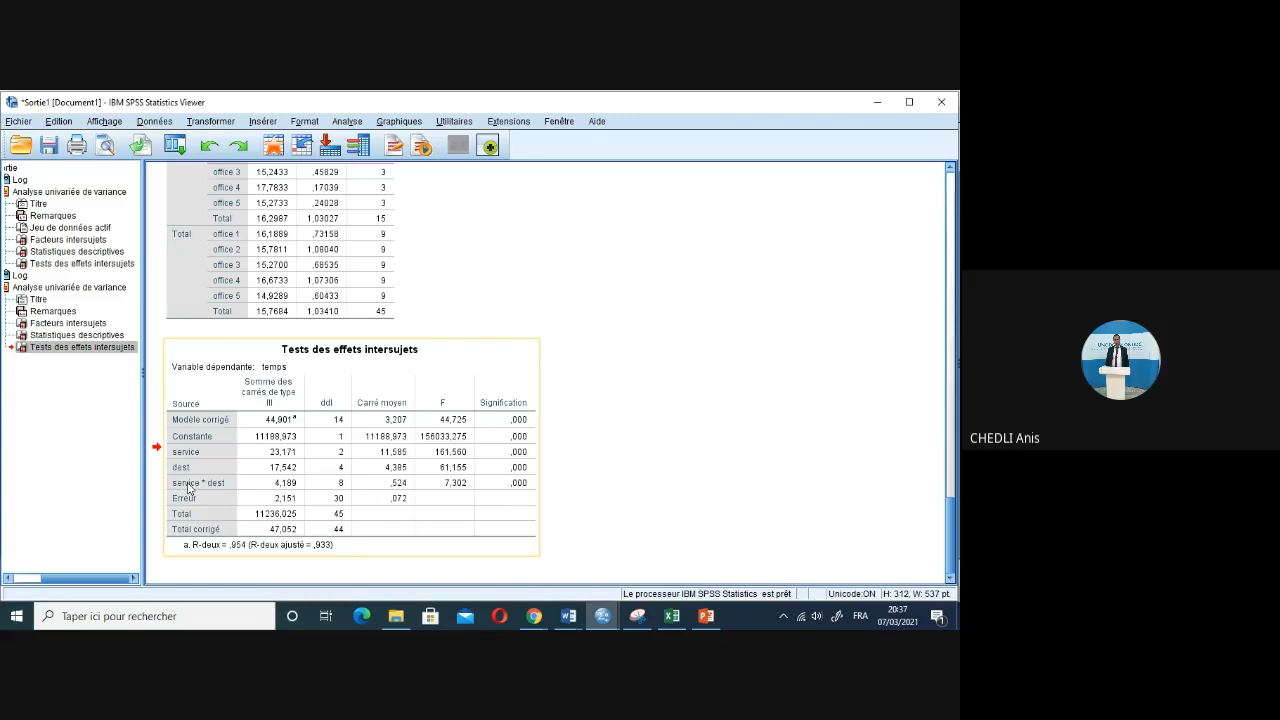 *Sortie1 [Document1] - IBM SPSS Statistics Viewer
Fichier Edition Affichage Données Transformer Insérer Format Analyse Graphiques Utilitaires Extensions Fenêtre Aide
rtie
Log
Analyse univariée de variance
Titre
Remarques
Jeu de données actif
Facteurs intersujets
Statistiques descriptives
Tests des effets intersujets
Log
Analyse univariée de variance
Titre
Remarques
Facteurs intersujets
Statistiques descriptives
Tests des effets intersujets
office 3 15,2433 ,45829 3
office 4 17,7833 ,17039 3
office 5 15,2733 ,24028 3
Total 16,2987 1,03027 15
Total office 1 16,1889 ,73158 9
office 2 15,7811 1,08040 9
office 3 15,2700 ,68535 9
office 4 16,6733 1,07306 9
office 5 14,9289 ,60433 9
Total 15,7684 1,03410 45
Tests des effets intersujets
Variable dépendante: temps
Source Somme des carrés de type III ddl Carré moyen F Signification
Modèle corrigé 44,901a 14 3,207 44,725 ,000
Constante 11188,973 1 11188,973 156033,275 ,000
service 23,171 2 11,585 161,560 ,000
dest 17,542 4 4,385 61,155 ,000
service * dest 4,189 8 ,524 7,302 ,000
Erreur 2,151 30 ,072
Total 11236,025 45
Total corrigé 47,052 44
a. R-deux = ,954 (R-deux ajusté = ,933)
Le processeur IBM SPSS Statistics est prêt Unicode:ON H: 312, W: 537 pt.
Taper ici pour rechercher
FRA
20:37
07/03/2021
1
CHEDLI Anis